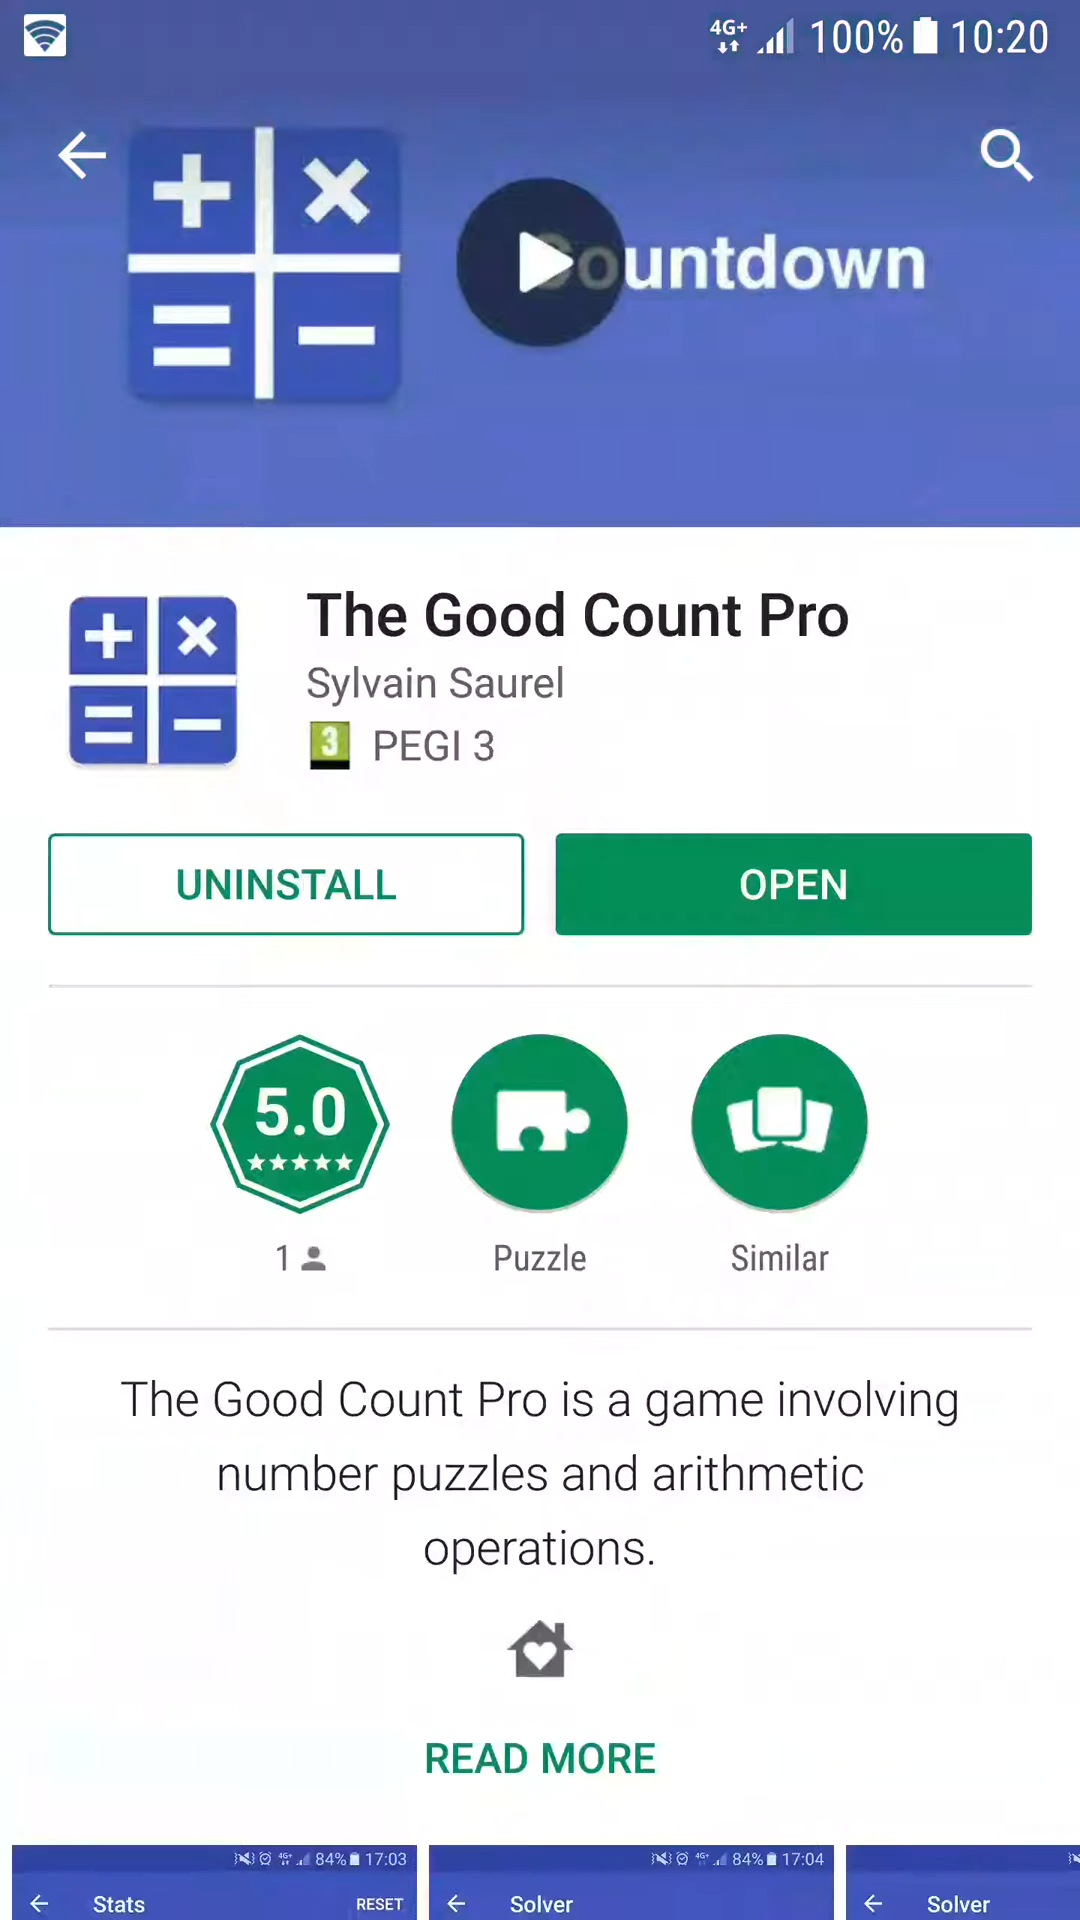 4G+ 100% 10:20
Countdown
The Good Count Pro
Sylvain Saurel
3 PEGI 3
UNINSTALL OPEN
5.0
1 Puzzle Similar
The Good Count Pro is a game involving
number puzzles and arithmetic
operations.
READ MORE
4G+ 84% 17:03 4G+ 84% 17:04
Stats RESET Solver Solver